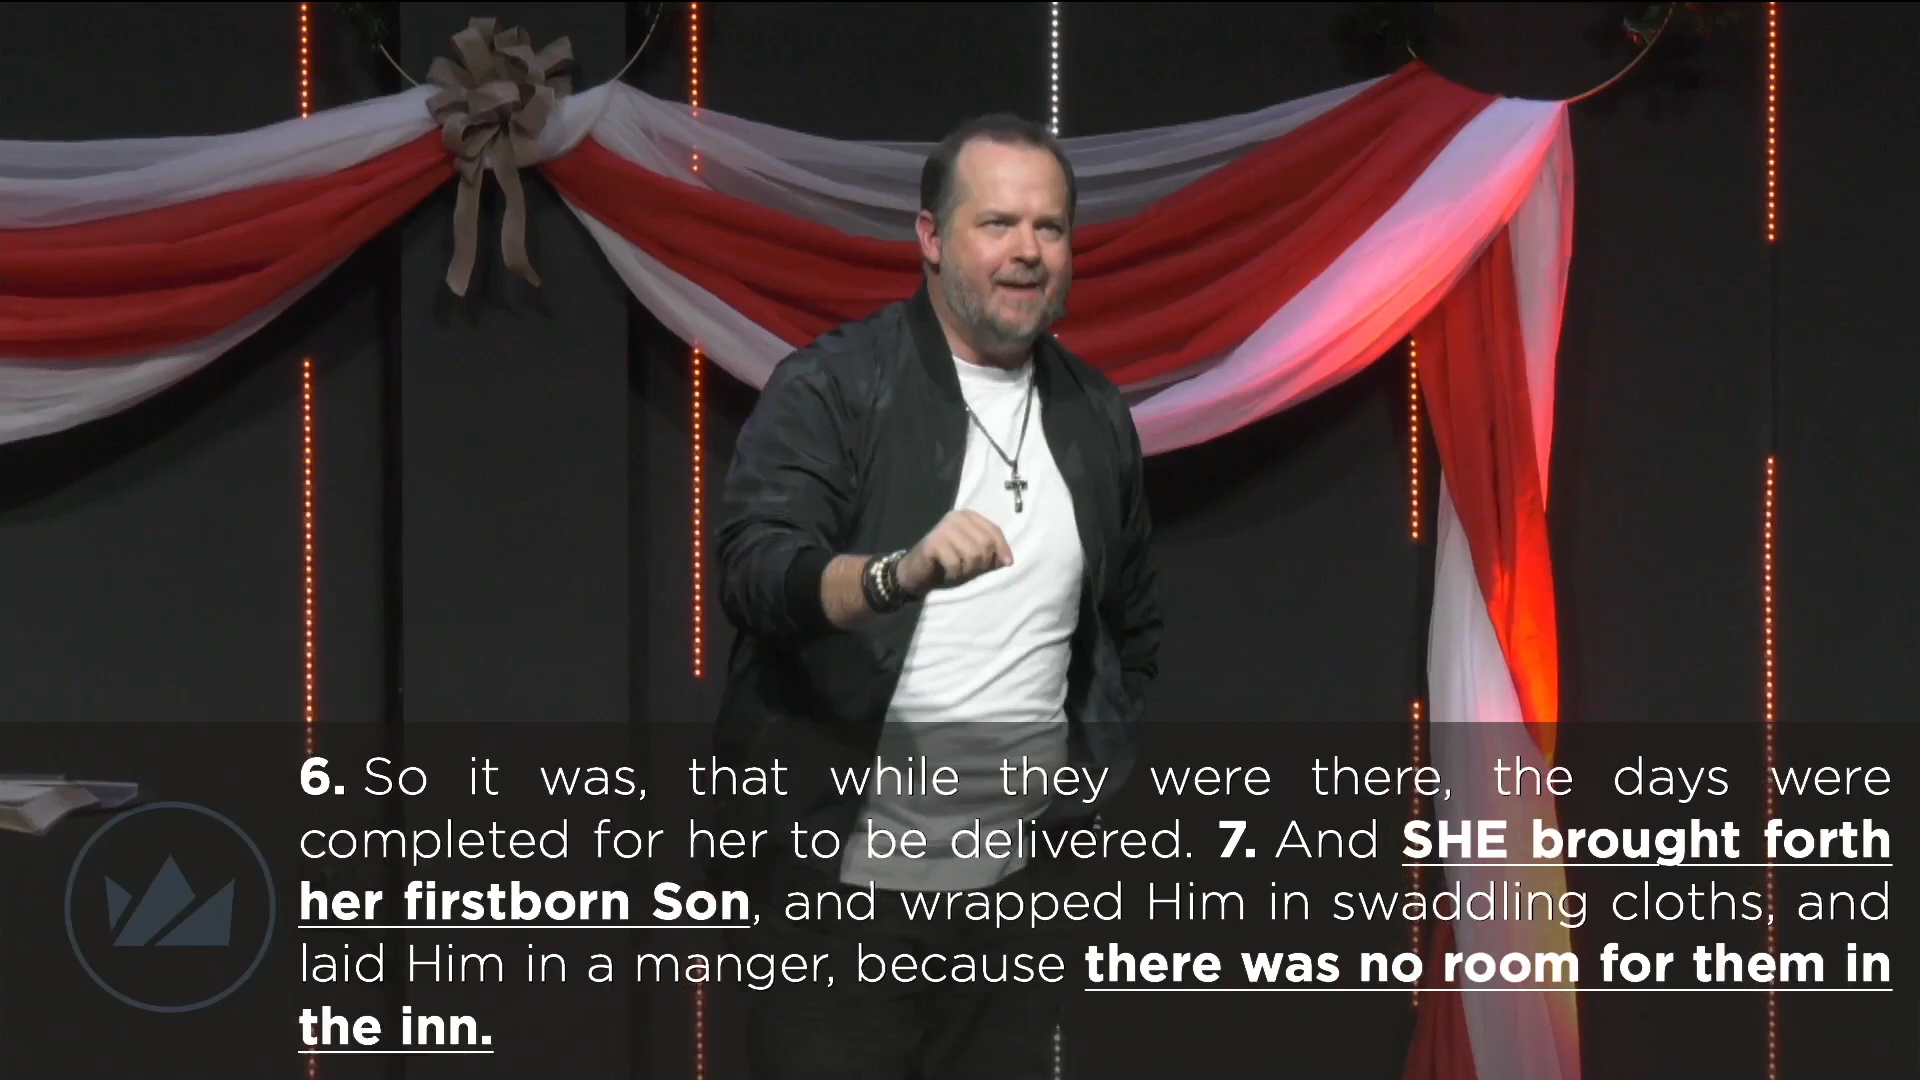 6. So it was, that while they were there, the days were
completed for her to be delivered. 7. And SHE brought forth
her firstborn Son, and wrapped Him in swaddling cloths, and
laid Him in a manger, because there was no room for them in
the inn.